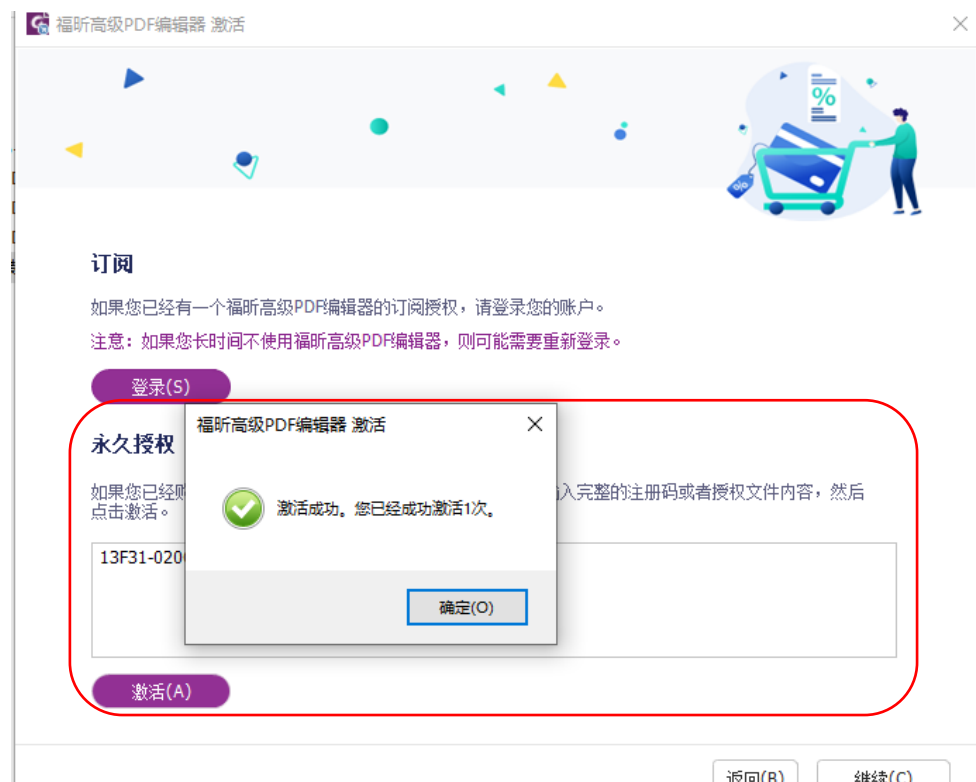 福昕高级PDF编辑器 激活
%
%
订阅
如果您已经有一个福昕高级PDF编辑器的订阅授权，请登录您的账户。
注意：如果您长时间不使用福昕高级PDF编辑器，则可能需要重新登录。
登录(S)
福昕高级PDF编辑器 激活
永久授权
如果您已经购
入完整的注册码或者授权文件内容，然后
点击激活。
激活成功。您已经成功激活1次。
13F31-020
确定(O)
激活(A)
返回(B)
继续(C)